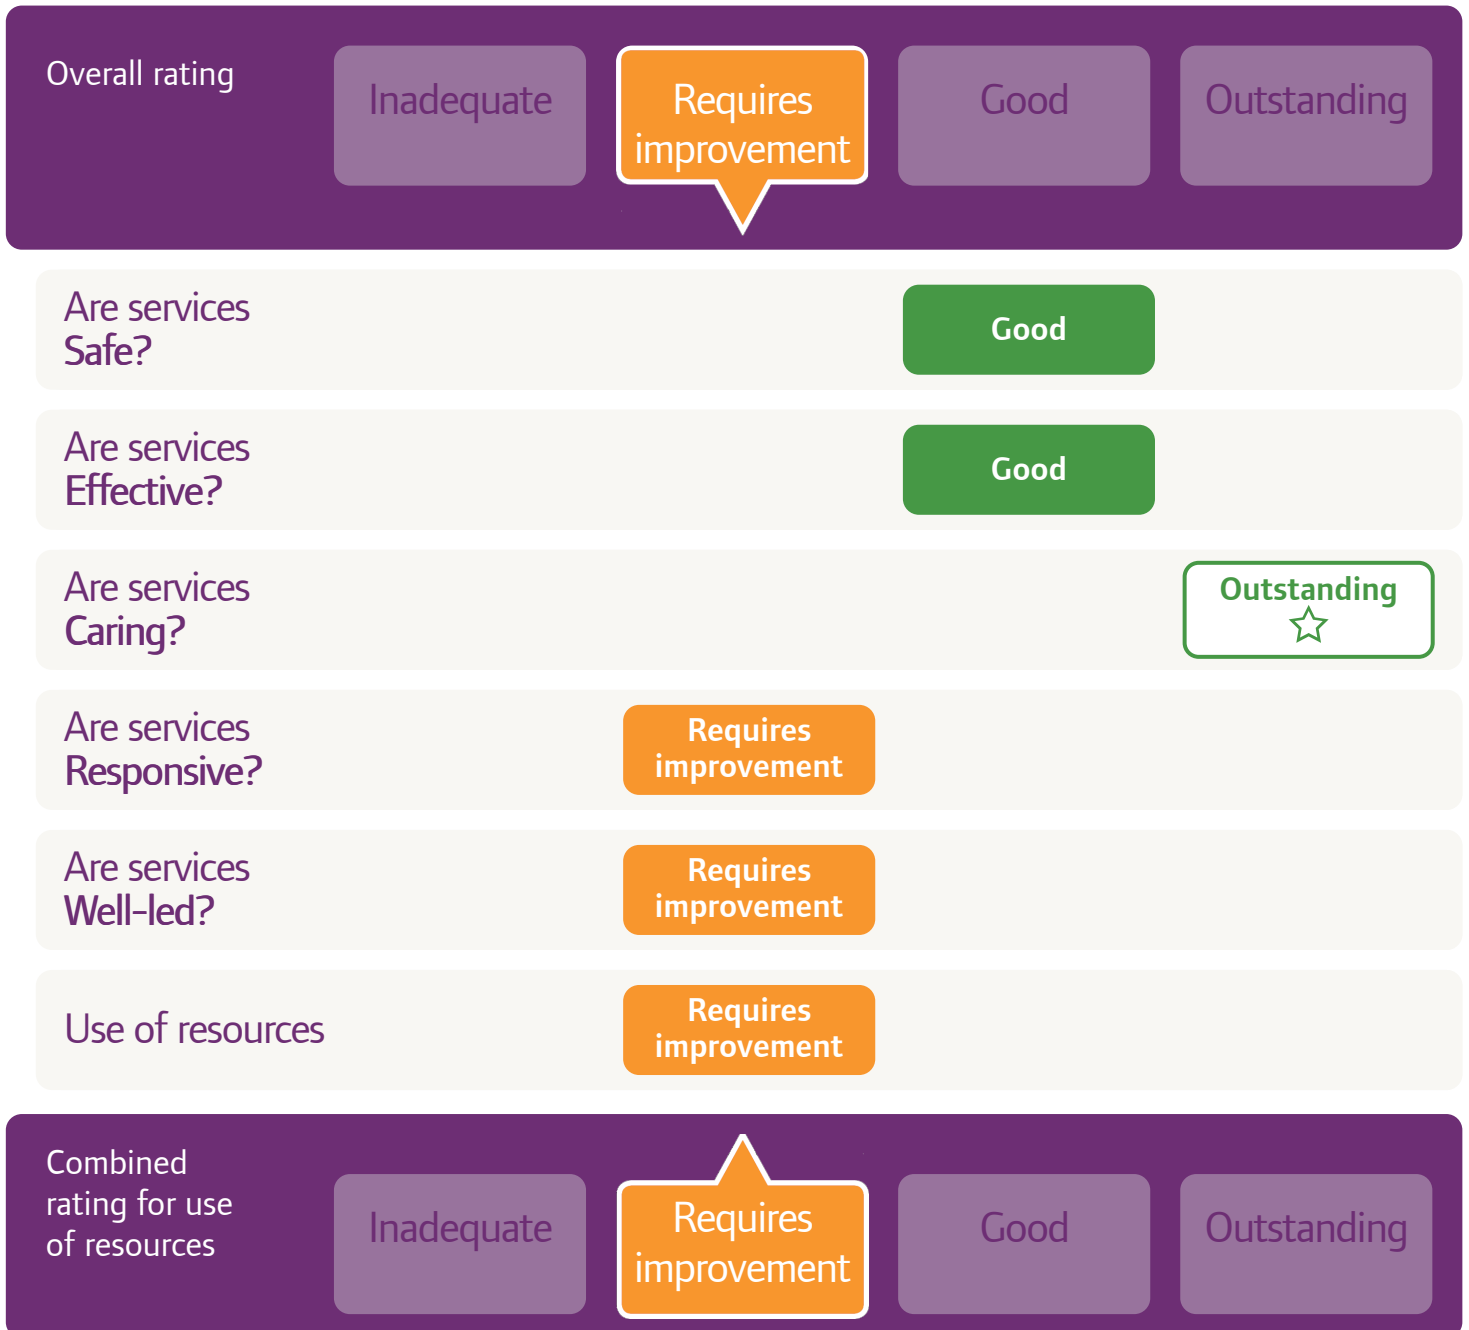 Overall rating
Inadequate
Requires
improvement
Good
Outstanding
Are services
Safe?
Good
Are services
Effective?
Good
Are services
Caring?
Outstanding
Are services
Responsive?
Requires
improvement
Are services
Well-led?
Requires
improvement
Use of resources
Requires
improvement
Combined
rating for use
of resources
Inadequate
Requires
improvement
Good
Outstanding